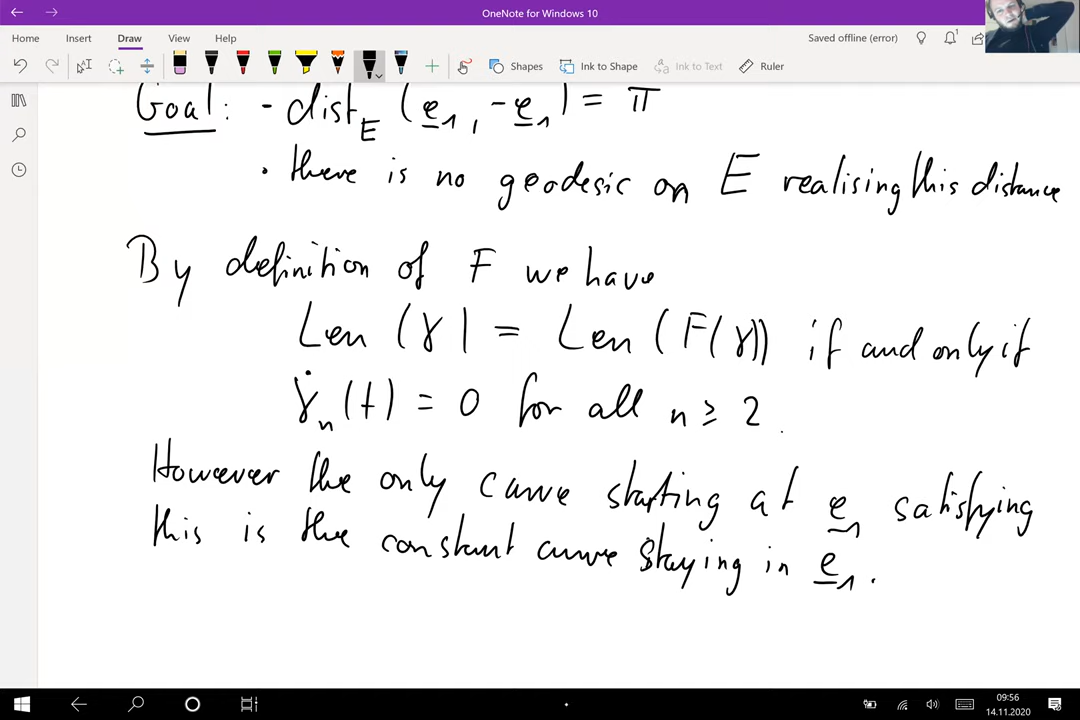 OneNote for Windows 10
Home Insert Draw View Help Saved offline (error)
Shapes Ink to Shape Ink to Text Ruler
Goal: - dist_E (e_1, -e_1) = π
· there is no geodesic on E realising this distance
By definition of F we have
Len (γ) = Len (F(γ)) if and only if
γ̇_n (t) = 0 for all n ≥ 2.
However the only curve starting at e_1 satisfying
this is the constant curve staying in e_1.
09:56
14.11.2020